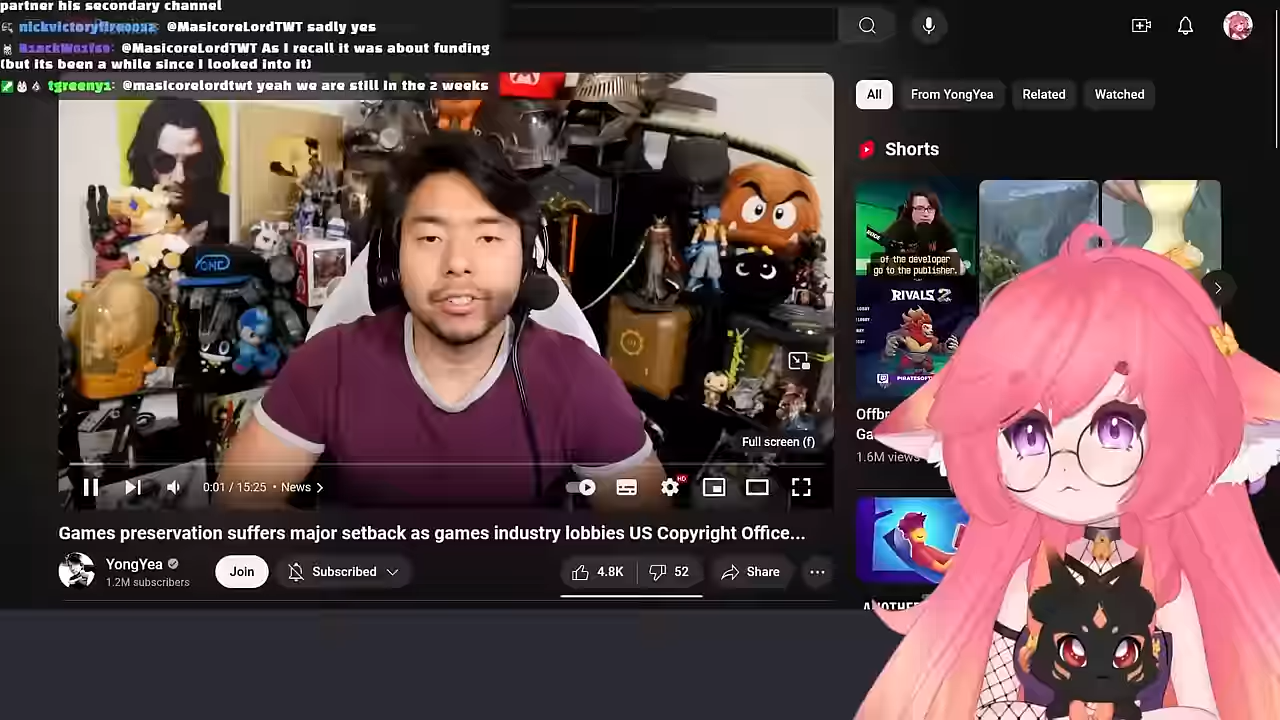 partner his secondary channel
@MasicoreLordTWT sadly yes
@MasicoreLordTWT As I recall it was about funding
(but its been a while since I looked into it)
tgreeny1: @masicorelordtwt yeah we are still in the 2 weeks
All
From YongYea
Related
Watched
Shorts
of the developer
go to the publisher.
RIVALS 2
Full screen (f)
0:01 / 15:25 • News
HD
Games preservation suffers major setback as games industry lobbies US Copyright Office...
YongYea
1.2M subscribers
Join
Subscribed
4.8K
52
Share
Offbr
Ga
1.6M views
ANOTHE